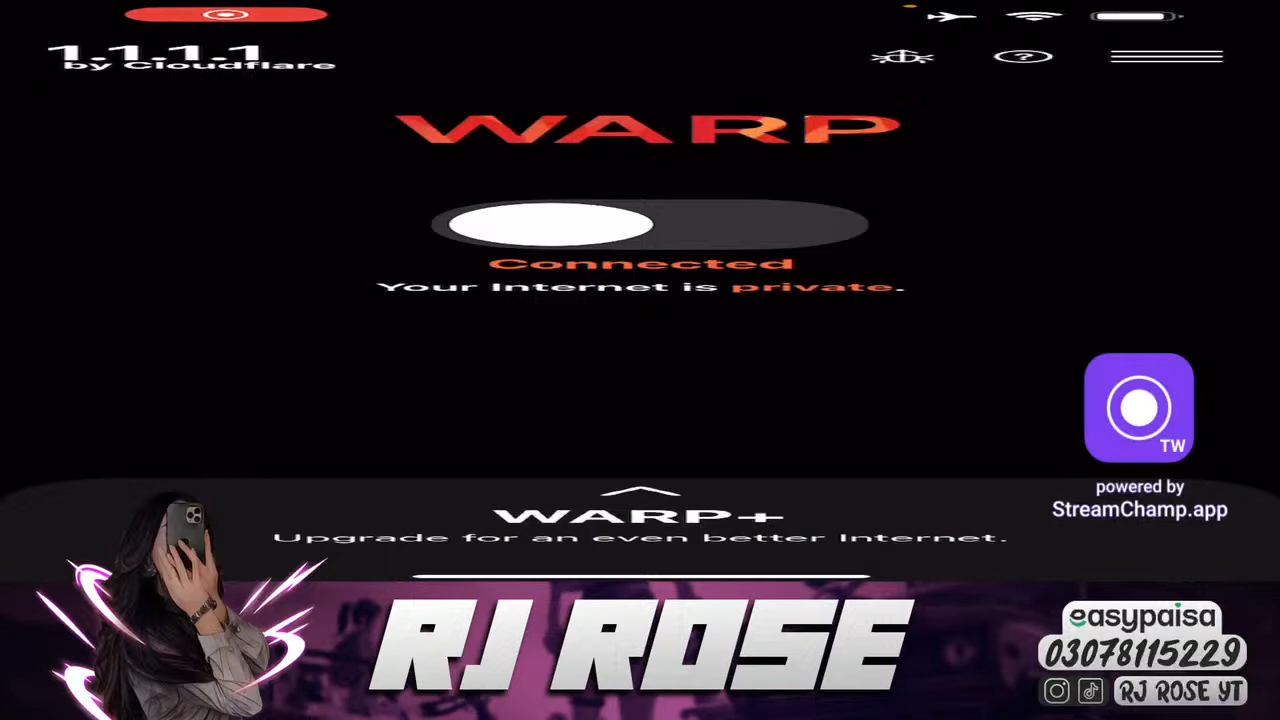 1.1.1.1
by Cloudflare
WARP
Connected
Your Internet is private.
TW
powered by
StreamChamp.app
WARP+
Upgrade for an even better Internet.
RJ ROSE
easypaisa
03078115229
RJ ROSE YT